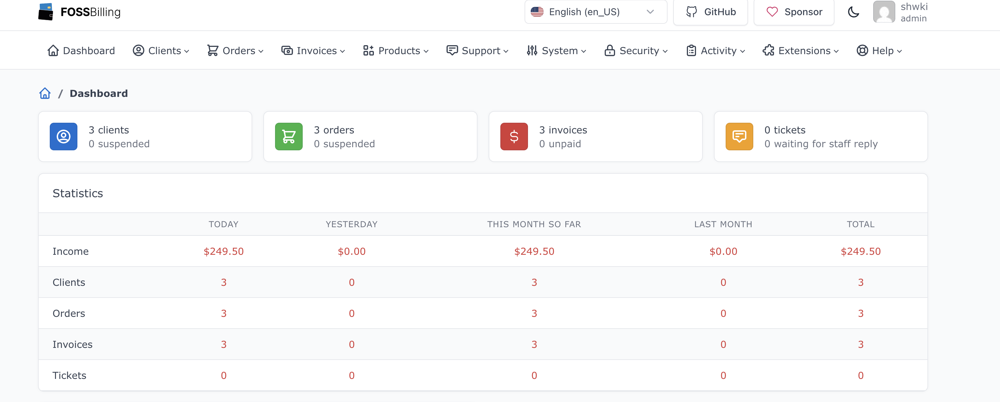 FOSSBilling
English (en_US)
GitHub
Sponsor
shwki
admin
Dashboard Clients Orders Invoices Products Support System Security Activity Extensions Help
/ Dashboard
3 clients
0 suspended
3 orders
0 suspended
3 invoices
0 unpaid
0 tickets
0 waiting for staff reply
Statistics
TODAY YESTERDAY THIS MONTH SO FAR LAST MONTH TOTAL
Income $249.50 $0.00 $249.50 $0.00 $249.50
Clients 3 0 3 0 3
Orders 3 0 3 0 3
Invoices 3 0 3 0 3
Tickets 0 0 0 0 0